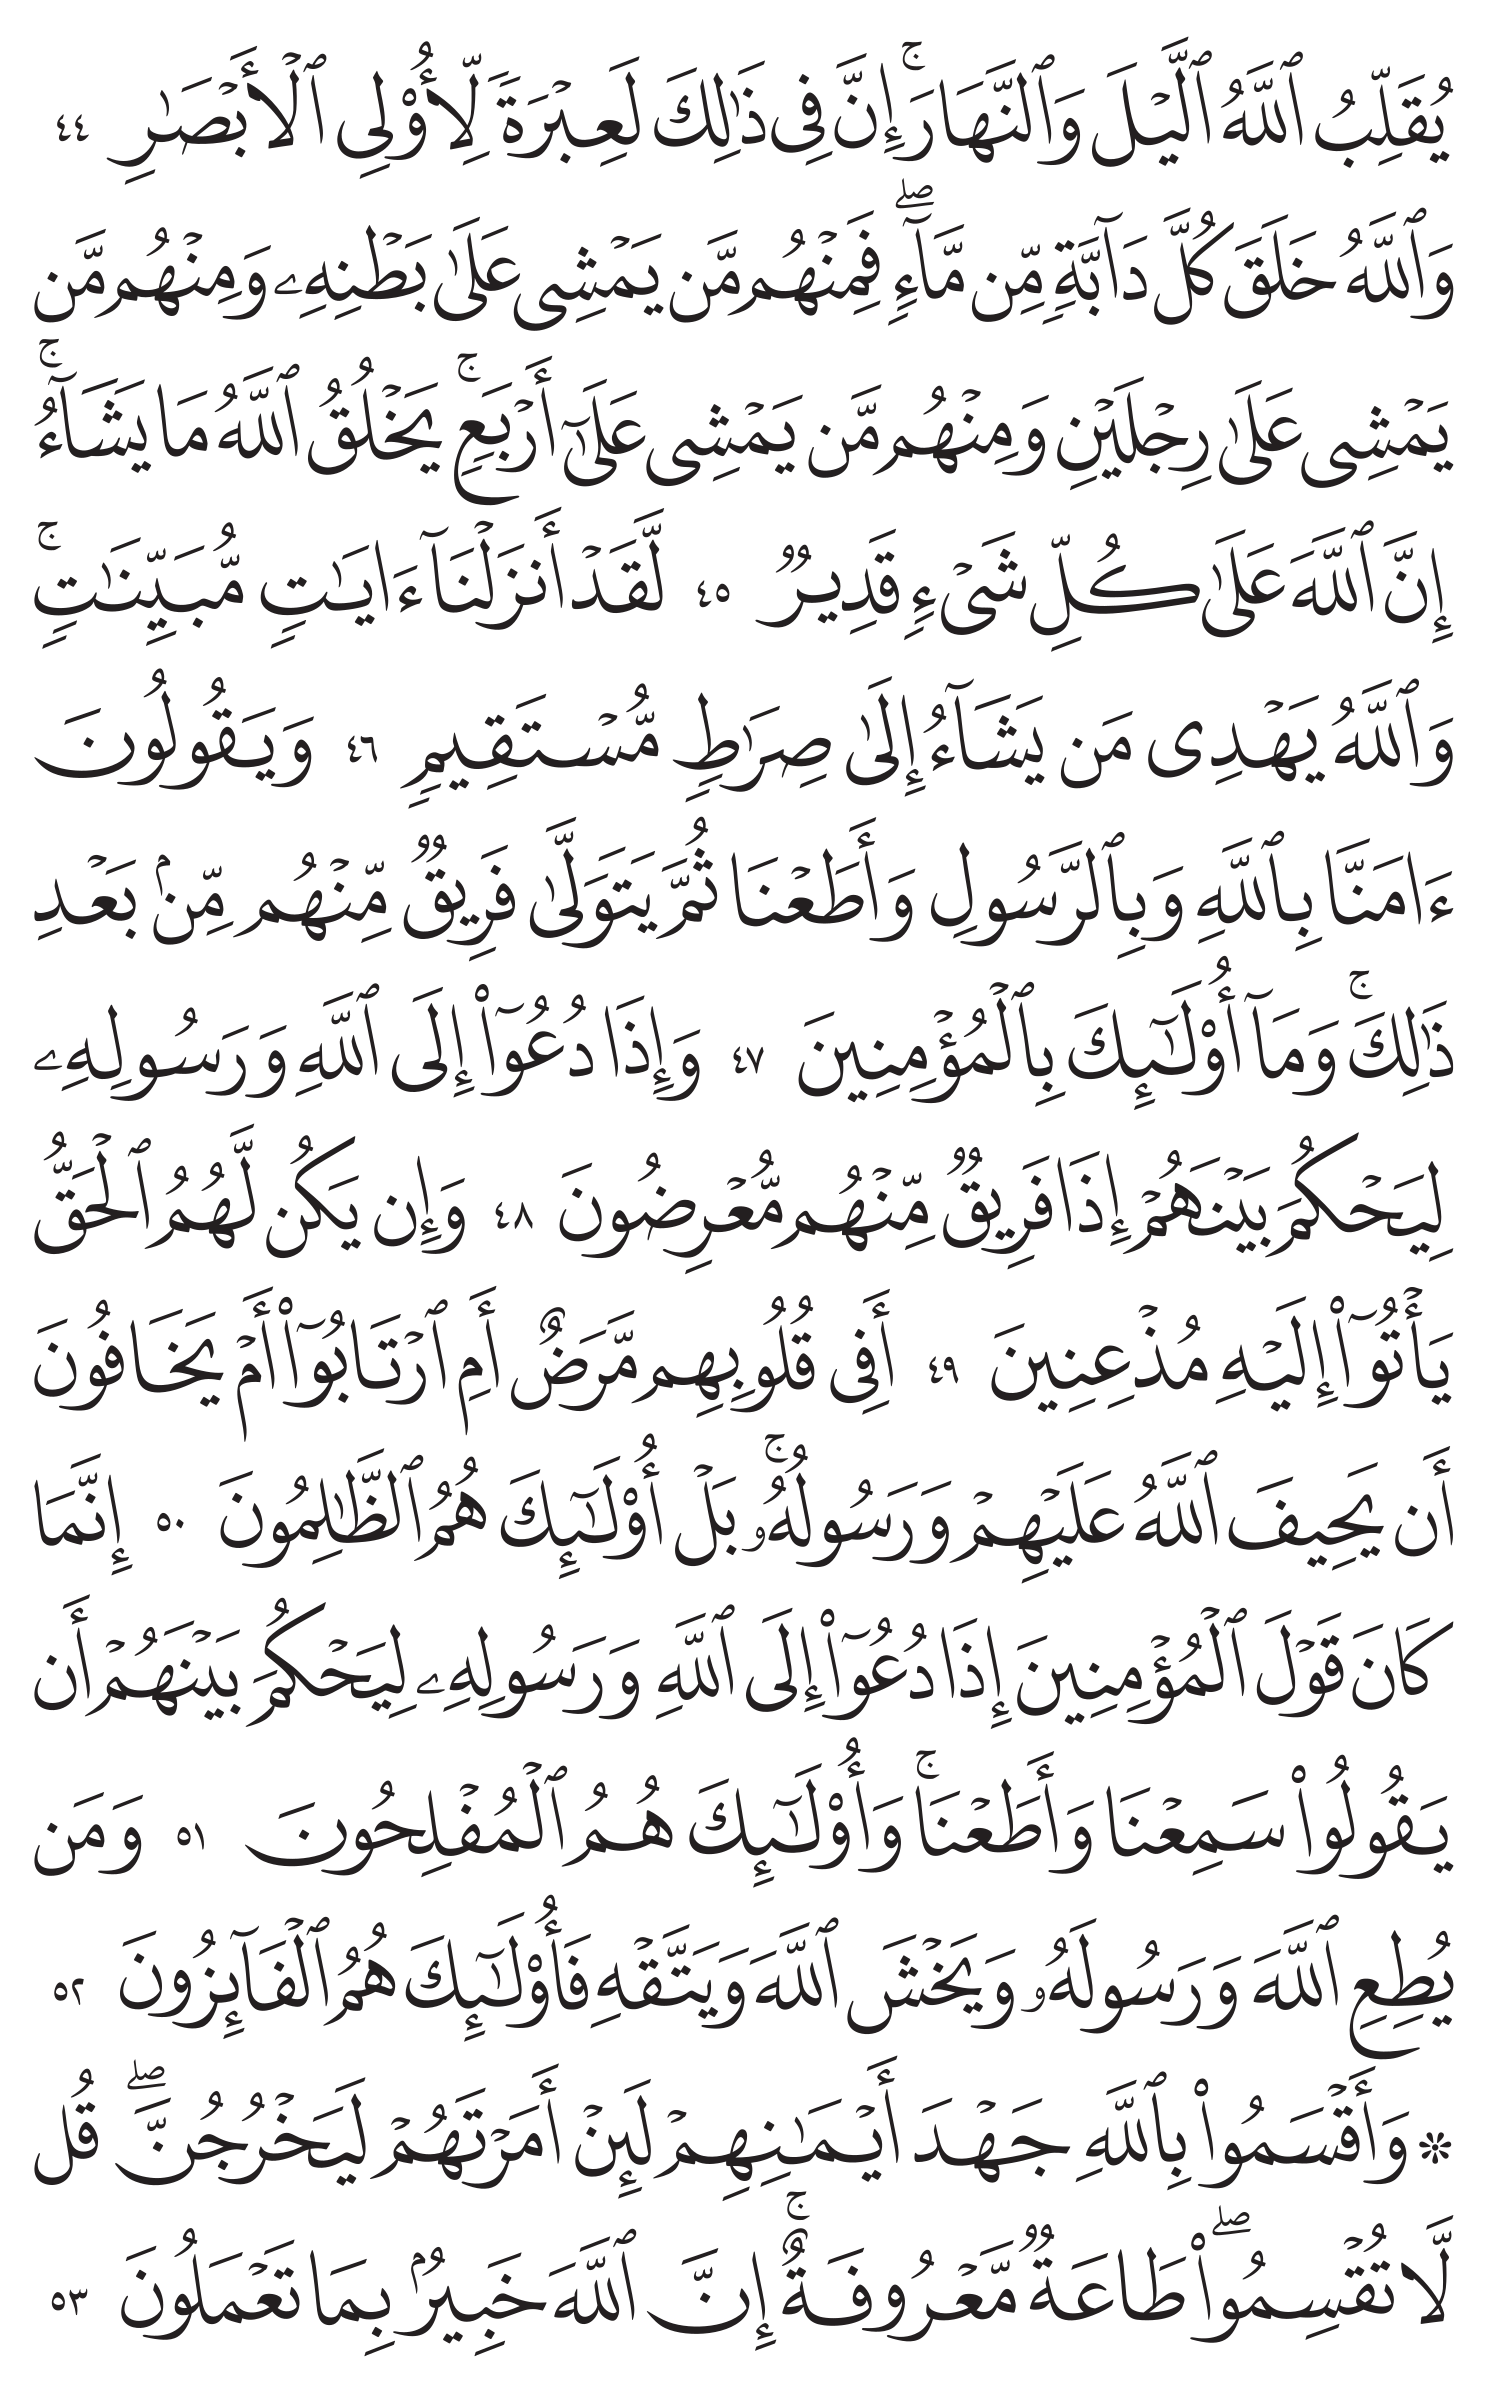 يُقَلِّبُ ٱللَّهُ ٱلَّيۡلَ وَٱلنَّهَارَۚ إِنَّ فِي ذَٰلِكَ لَعِبۡرَةٗ لِّأُوْلِي ٱلۡأَبۡصَٰرِ ٤٤
وَٱللَّهُ خَلَقَ كُلَّ دَآبَّةٖ مِّن مَّآءٖۖ فَمِنۡهُم مَّن يَمۡشِي عَلَىٰ بَطۡنِهِۦ وَمِنۡهُم مَّن
يَمۡشِي عَلَىٰ رِجۡلَيۡنِ وَمِنۡهُم مَّن يَمۡشِي عَلَىٰٓ أَرۡبَعٖۚ يَخۡلُقُ ٱللَّهُ مَا يَشَآءُۚ
إِنَّ ٱللَّهَ عَلَىٰ كُلِّ شَيۡءٖ قَدِيرٞ ٤٥ لَّقَدۡ أَنزَلۡنَآ ءَايَٰتٖ مُّبَيِّنَٰتٖۚ
وَٱللَّهُ يَهۡدِي مَن يَشَآءُ إِلَىٰ صِرَٰطٖ مُّسۡتَقِيمٖ ٤٦ وَيَقُولُونَ
ءَامَنَّا بِٱللَّهِ وَبِٱلرَّسُولِ وَأَطَعۡنَا ثُمَّ يَتَوَلَّىٰ فَرِيقٞ مِّنۡهُم مِّنۢ بَعۡدِ
ذَٰلِكَۚ وَمَآ أُوْلَٰٓئِكَ بِٱلۡمُؤۡمِنِينَ ٤٧ وَإِذَا دُعُوٓاْ إِلَى ٱللَّهِ وَرَسُولِهِۦ
لِيَحۡكُمَ بَيۡنَهُمۡ إِذَا فَرِيقٞ مِّنۡهُم مُّعۡرِضُونَ ٤٨ وَإِن يَكُن لَّهُمُ ٱلۡحَقُّ
يَأۡتُوٓاْ إِلَيۡهِ مُذۡعِنِينَ ٤٩ أَفِي قُلُوبِهِم مَّرَضٌ أَمِ ٱرۡتَابُوٓاْ أَمۡ يَخَافُونَ
أَن يَحِيفَ ٱللَّهُ عَلَيۡهِمۡ وَرَسُولُهُۥۚ بَلۡ أُوْلَٰٓئِكَ هُمُ ٱلظَّٰلِمُونَ ٥٠ إِنَّمَا
كَانَ قَوۡلَ ٱلۡمُؤۡمِنِينَ إِذَا دُعُوٓاْ إِلَى ٱللَّهِ وَرَسُولِهِۦ لِيَحۡكُمَ بَيۡنَهُمۡ أَن
يَقُولُواْ سَمِعۡنَا وَأَطَعۡنَاۚ وَأُوْلَٰٓئِكَ هُمُ ٱلۡمُفۡلِحُونَ ٥١ وَمَن
يُطِعِ ٱللَّهَ وَرَسُولَهُۥ وَيَخۡشَ ٱللَّهَ وَيَتَّقۡهِ فَأُوْلَٰٓئِكَ هُمُ ٱلۡفَآئِزُونَ ٥٢
۞وَأَقۡسَمُواْ بِٱللَّهِ جَهۡدَ أَيۡمَٰنِهِمۡ لَئِنۡ أَمَرۡتَهُمۡ لَيَخۡرُجُنَّۖ قُل
لَّا تُقۡسِمُواْۖ طَاعَةٞ مَّعۡرُوفَةٌۚ إِنَّ ٱللَّهَ خَبِيرُۢ بِمَا تَعۡمَلُونَ ٥٣